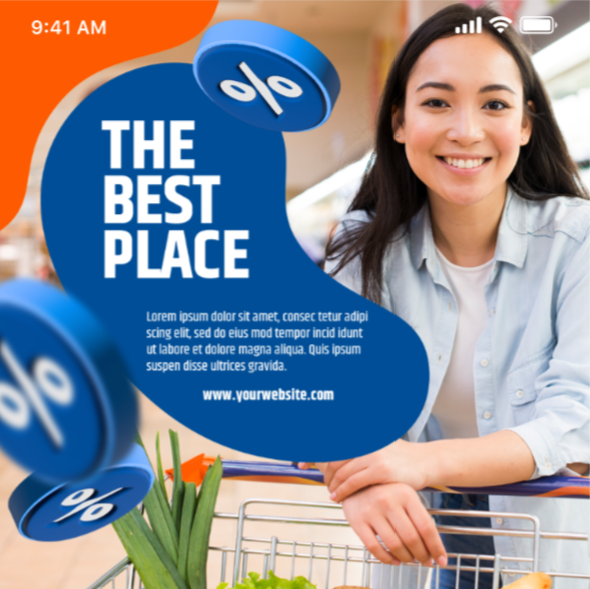 9:41 AM
%
THE
BEST
PLACE
%
Lorem ipsum dolor sit amet, consec tetur adipi
scing elit, sed do eius mod tempor incid idunt
ut labore et dolore magna aliqua. Quis ipsum
suspen disse ultrices gravida.
www.yourwebsite.com
%